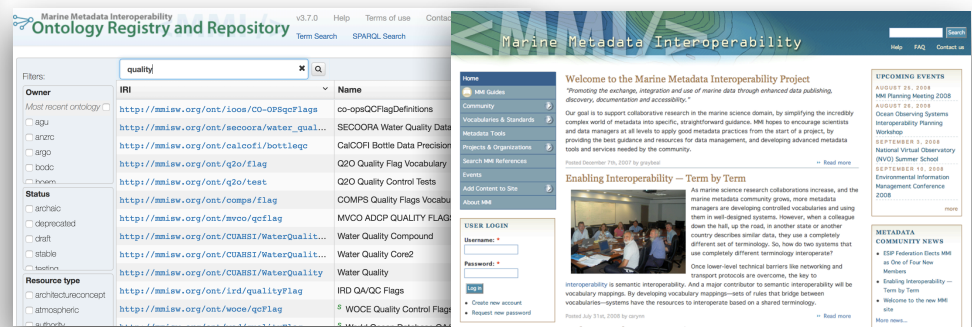 Marine Metadata Interoperability
Ontology Registry and Repository
v3.7.0 Help Terms of use Contac
Term Search SPARQL Search
Filters:
quality
Owner
Most recent ontology
agu
anzrc
argo
bodc
Status
archaic
deprecated
draft
stable
testing
Resource type
architectureconcept
atmospheric
authority
IRI Name
http://mmisw.org/ont/ioos/CO-OPSqcFlags co-opsQCFlagDefinitions
http://mmisw.org/ont/secoora/water_qual... SECOORA Water Quality Data
http://mmisw.org/ont/calcofi/bottleqc CalCOFI Bottle Data Precision
http://mmisw.org/ont/q2o/flag Q2O Quality Flag Vocabulary
http://mmisw.org/ont/q2o/test Q2O Quality Control Tests
http://mmisw.org/ont/comps/flag COMPS Quality Flags Vocabu
http://mmisw.org/ont/mvco/qcflag MVCO ADCP QUALITY FLAGS
http://mmisw.org/ont/CUAHSI/WaterQualit... Water Quality Compound
http://mmisw.org/ont/CUAHSI/WaterQualit... Water Quality Core2
http://mmisw.org/ont/CUAHSI/WaterQuality Water Quality
http://mmisw.org/ont/ird/qualityFlag IRD QA/QC Flags
http://mmisw.org/ont/woce/qcFlag S WOCE Quality Control Flags
Marine Metadata Interoperability
Search
Help FAQ Contact us
Home
MMI Guides
Community
Vocabularies & Standards
Metadata Tools
Projects & Organizations
Search MMI References
Events
Add Content to Site
About MMI
USER LOGIN
Username: *
Password: *
Log in
Create new account
Request new password
Welcome to the Marine Metadata Interoperability Project
"Promoting the exchange, integration and use of marine data through enhanced data publishing,
discovery, documentation and accessibility."
Our goal is to support collaborative research in the marine science domain, by simplifying the incredibly
complex world of metadata into specific, straightforward guidance. MMI hopes to encourage scientists
and data managers at all levels to apply good metadata practices from the start of a project, by
providing the best guidance and resources for data management, and developing advanced metadata
tools and services needed by the community.
Posted December 7th, 2007 by graybeal Read more
Enabling Interoperability — Term by Term
As marine science research collaborations increase, and the
marine metadata community grows, more metadata
managers are developing controlled vocabularies and using
them in well-designed systems. However, when a colleague
down the hall, up the road, in another state or another
country describes similar data, they use a completely
different set of terminology. So, how do two systems that
use completely different terminology interoperate?
Once lower-level technical barriers like networking and
transport protocols are overcome, the key to
interoperability is semantic interoperability. And a major contributor to semantic interoperability will be
vocabulary mappings. By developing vocabulary mappings—sets of rules that bridge between
vocabularies—systems have the resources to interoperate based on a shared terminology.
Posted July 31st, 2008 by caryns Read more
UPCOMING EVENTS
AUGUST 26, 2008
MMI Planning Meeting 2008
AUGUST 26, 2008
Ocean Observing Systems
Interoperability Planning
Workshop
SEPTEMBER 3, 2008
National Virtual Observatory
(NVO) Summer School
SEPTEMBER 10, 2008
Environmental Information
Management Conference
2008
more
METADATA
COMMUNITY NEWS
ESIP Federation Elects MMI
as One of Four New
Members
Enabling Interoperability —
Term by Term
Welcome to the new MMI
site
More news...